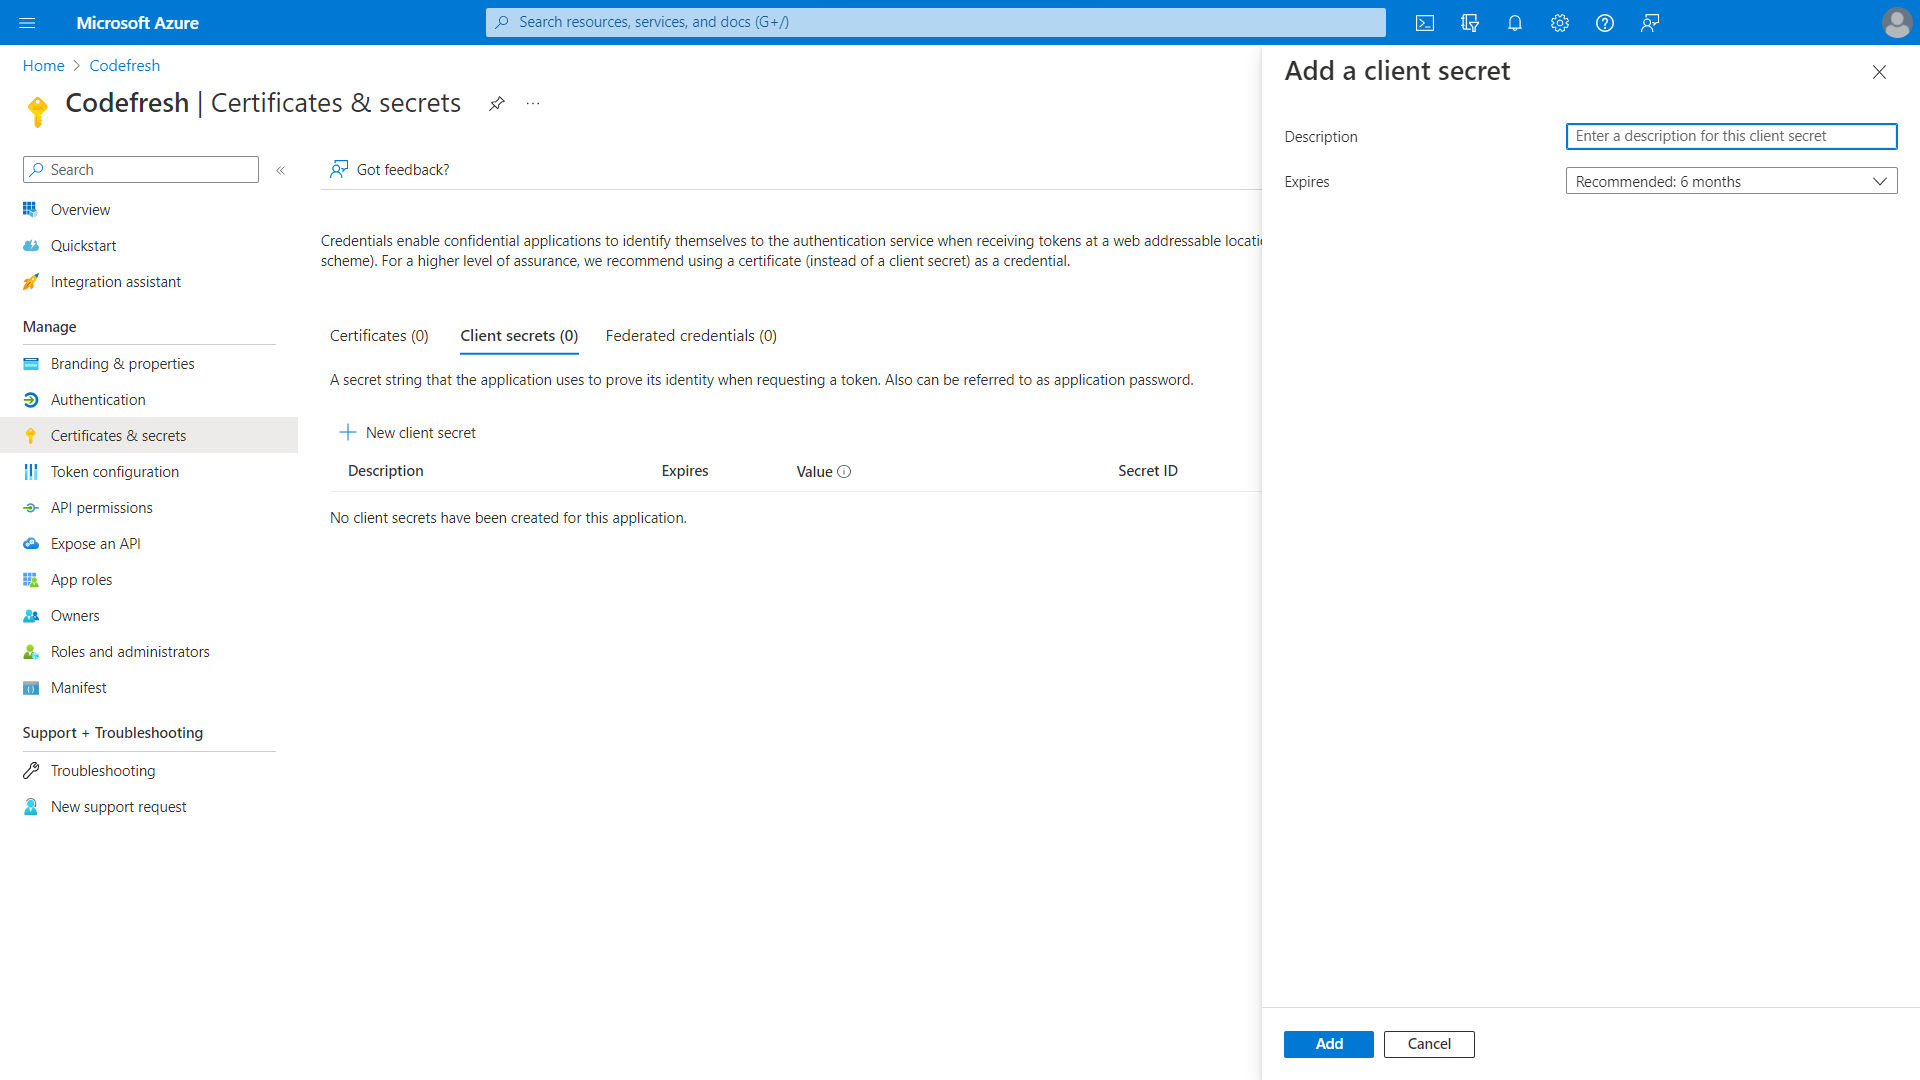 Microsoft Azure
Search resources, services, and docs (G+/)
Home > Codefresh
Codefresh | Certificates & secrets
...
Search
«
Overview
Quickstart
Integration assistant
Manage
Branding & properties
Authentication
Certificates & secrets
Token configuration
API permissions
Expose an API
App roles
Owners
Roles and administrators
Manifest
Support + Troubleshooting
Troubleshooting
New support request
Got feedback?
Credentials enable confidential applications to identify themselves to the authentication service when receiving tokens at a web addressable locati
scheme). For a higher level of assurance, we recommend using a certificate (instead of a client secret) as a credential.
Certificates (0) Client secrets (0) Federated credentials (0)
A secret string that the application uses to prove its identity when requesting a token. Also can be referred to as application password.
New client secret
Description Expires Value Secret ID
No client secrets have been created for this application.
Add a client secret
Description Enter a description for this client secret
Expires Recommended: 6 months
Add Cancel